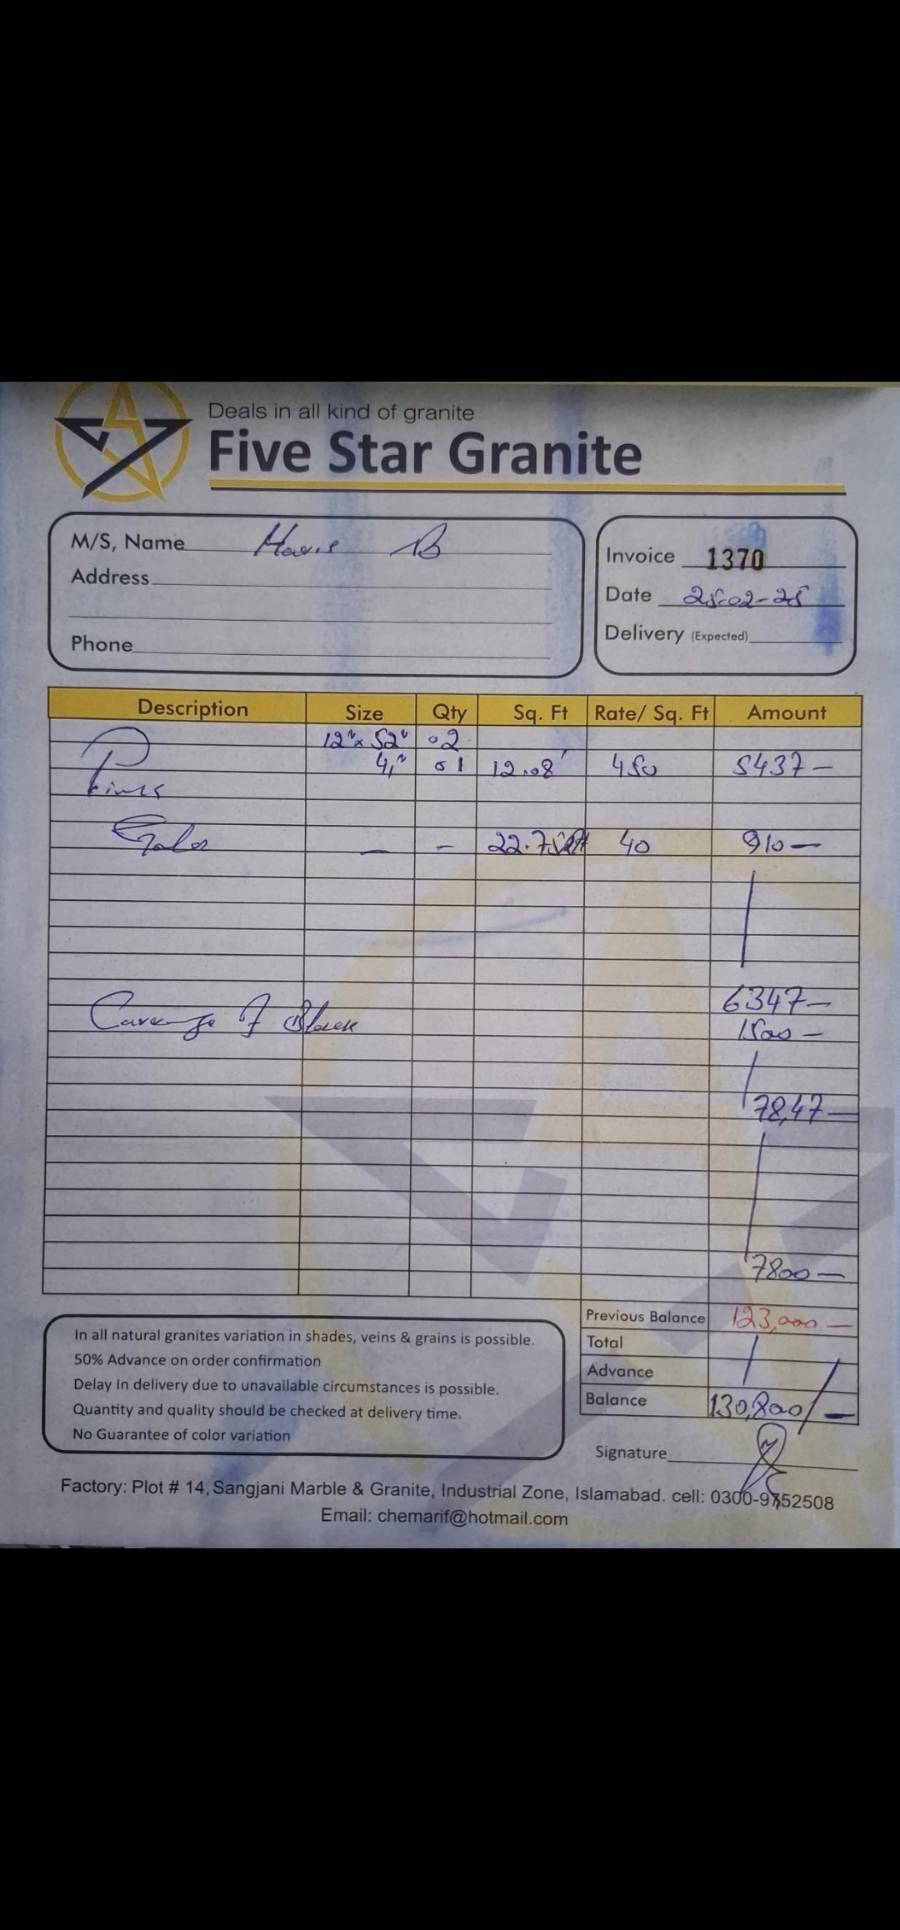 Deals in all kind of granite
Five Star Granite
M/S, Name
Address
Phone
Invoice 1370
Date 25-02-25
Delivery (Expected)
Description Size Qty Sq. Ft Rate/ Sq. Ft Amount
12"x 52" 02
4," 01 12.08' 450 5437-
— - 22.75Rft 40 910-
6347-
of 1500-
78,47-
7800-
Previous Balance 123,000-
Total
Advance
Balance 130,800/-
Signature
In all natural granites variation in shades, veins & grains is possible.
50% Advance on order confirmation
Delay In delivery due to unavailable circumstances is possible.
Quantity and quality should be checked at delivery time.
No Guarantee of color variation
Factory: Plot # 14, Sangjani Marble & Granite, Industrial Zone, Islamabad. cell:
Email: chemarif@hotmail.com